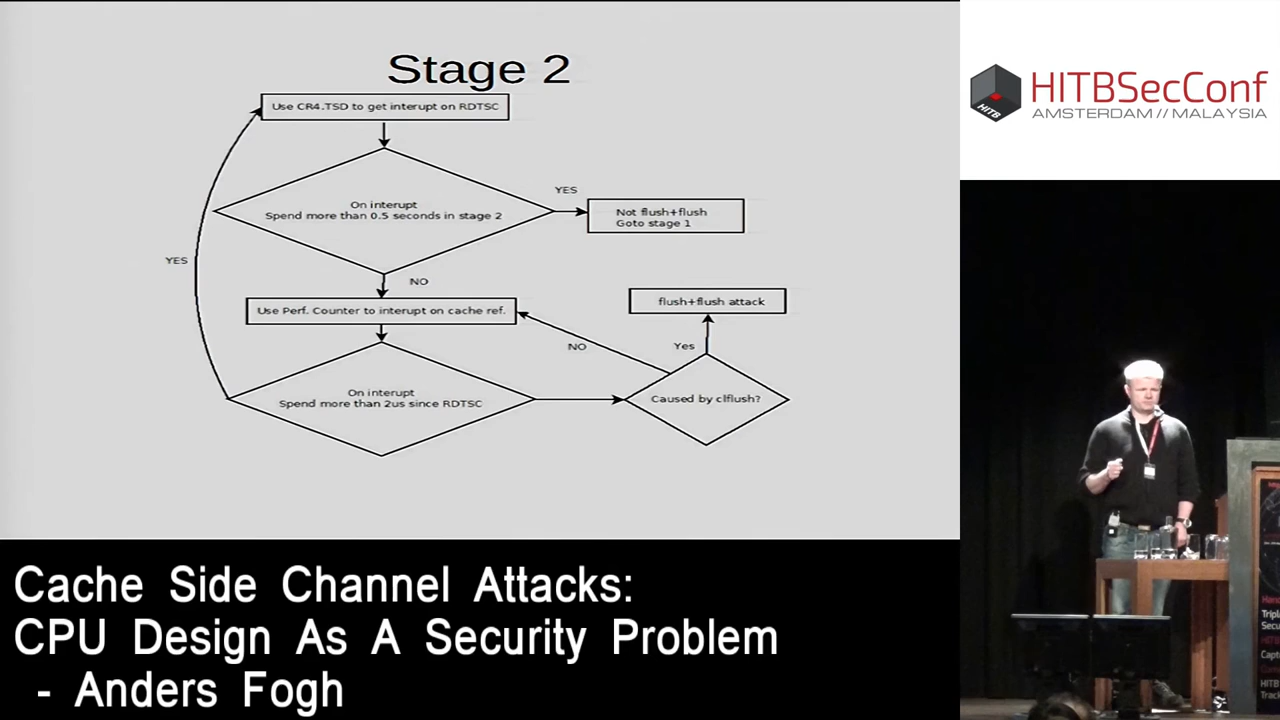 Stage 2
Use CR4.TSD to get interupt on RDTSC
On interupt
Spend more than 0.5 seconds in stage 2
YES
Not flush+flush
Goto stage 1
YES
NO
Use Perf. Counter to interupt on cache ref.
flush+flush attack
NO
Yes
On interupt
Spend more than 2us since RDTSC
Caused by clflush?
HITB
HITBSecConf
AMSTERDAM // MALAYSIA
Cache Side Channel Attacks:
CPU Design As A Security Problem
- Anders Fogh